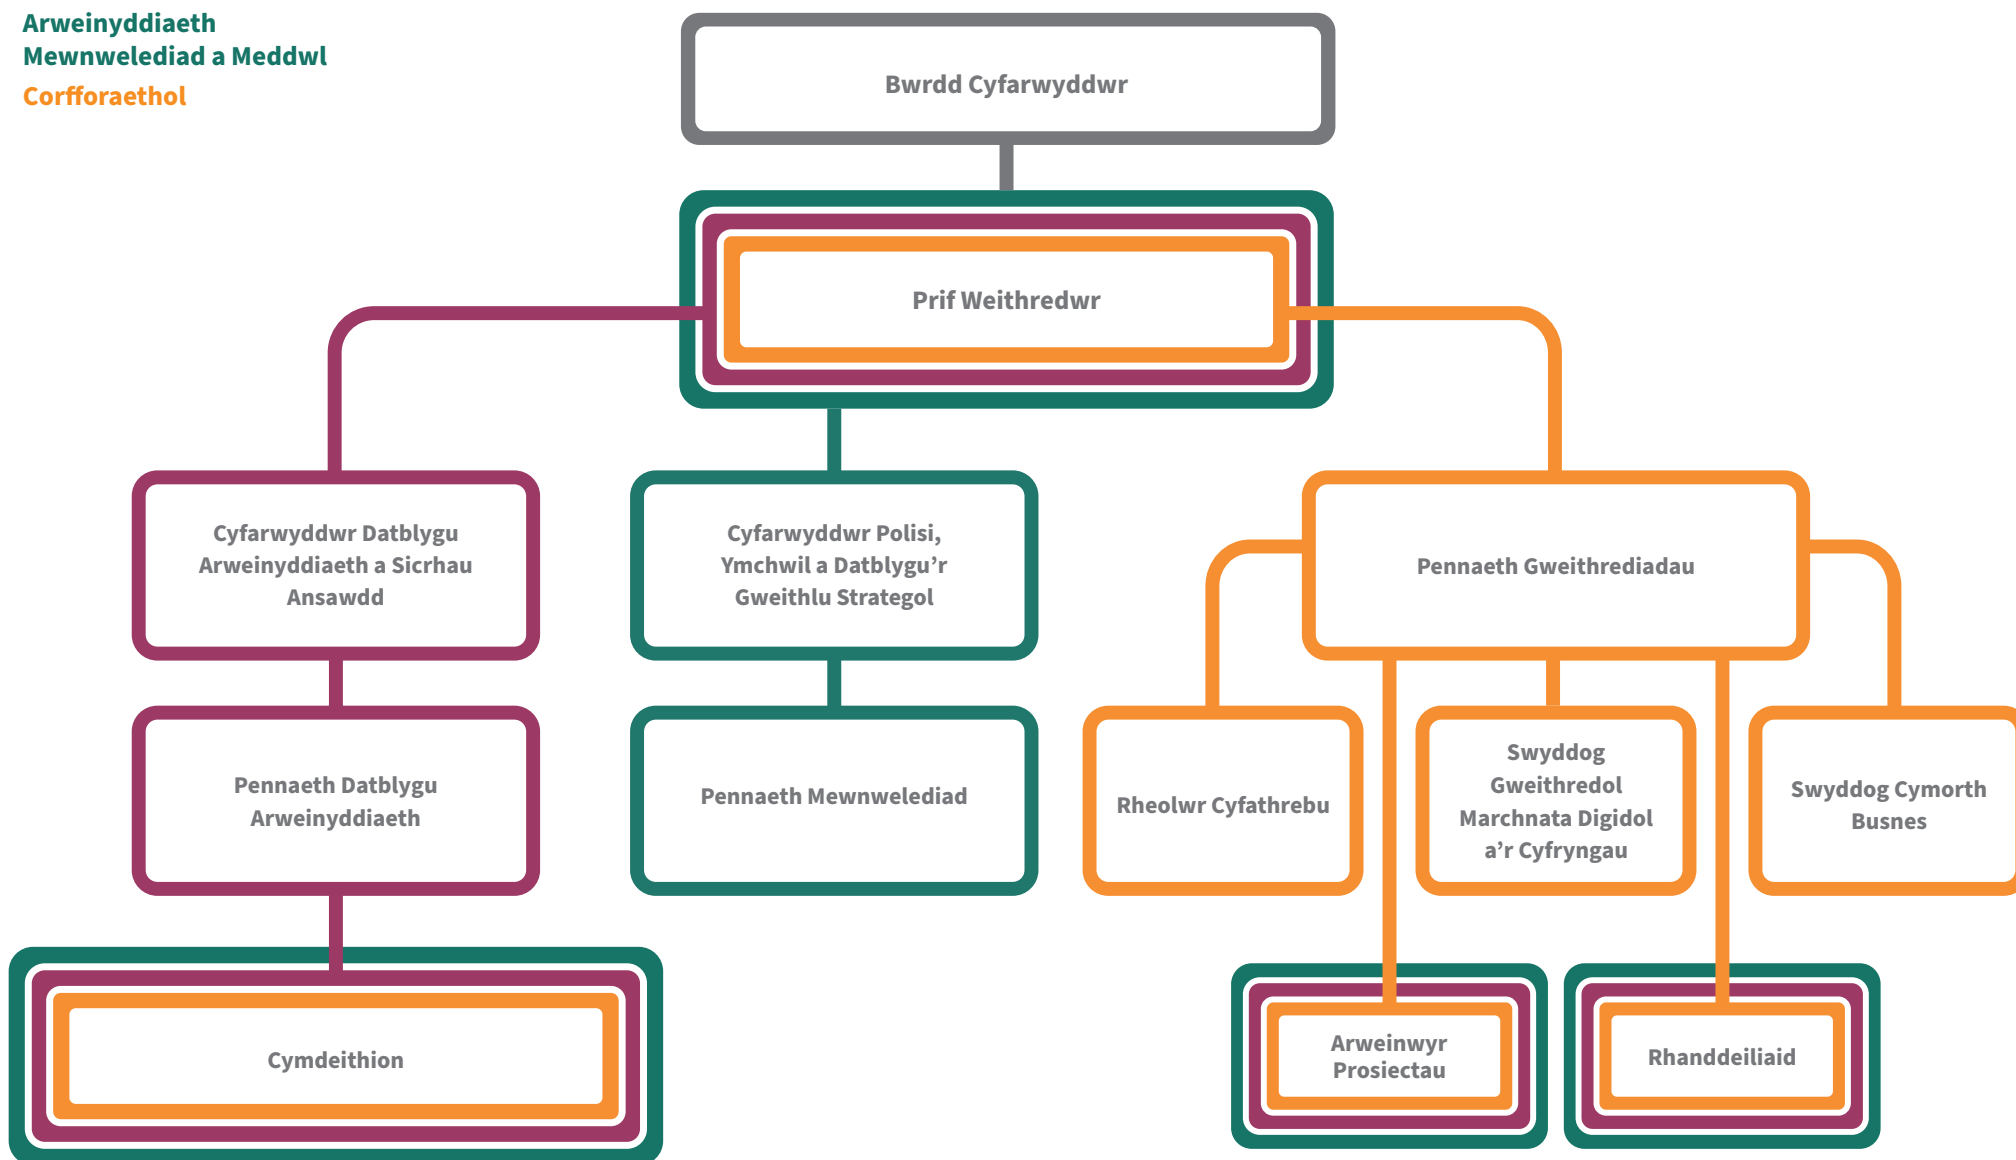 Arweinyddiaeth
Mewnwelediad a Meddwl
Corfforaethol
Bwrdd Cyfarwyddwr
Prif Weithredwr
Cyfarwyddwr Datblygu
Arweinyddiaeth a Sicrhau
Ansawdd
Cyfarwyddwr Polisi,
Ymchwil a Datblygu’r
Gweithlu Strategol
Pennaeth Gweithrediadau
Pennaeth Datblygu
Arweinyddiaeth
Pennaeth Mewnwelediad
Rheolwr Cyfathrebu
Swyddog
Gweithredol
Marchnata Digidol
a’r Cyfryngau
Swyddog Cymorth
Busnes
Cymdeithion
Arweinwyr
Prosiectau
Rhanddeiliaid